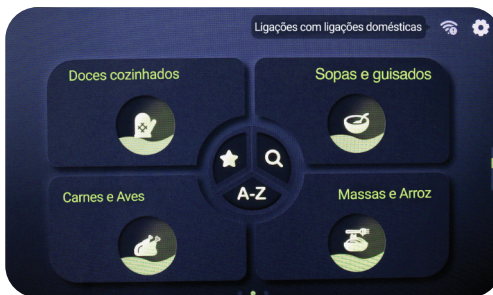 Ligações com ligações domésticas
Doces cozinhados
Sopas e guisados
A-Z
Carnes e Aves
Massas e Arroz